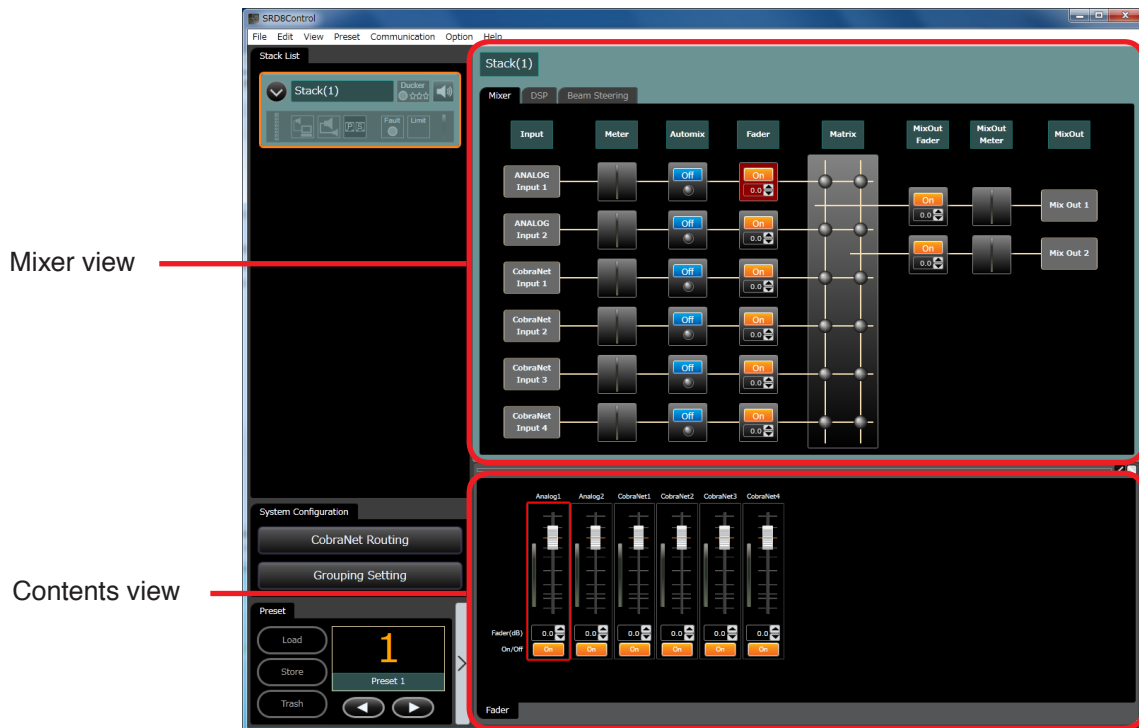 SRD8Control
File Edit View Preset Communication Option Help
Stack List
Stack(1)
Ducker
P S
Fault
Limit
Stack(1)
Mixer DSP Beam Steering
Input Meter Automix Fader Matrix MixOut Fader MixOut Meter MixOut
ANALOG Input 1
Off
On
0.0
ANALOG Input 2
Off
On
0.0
CobraNet Input 1
Off
On
0.0
CobraNet Input 2
Off
On
0.0
CobraNet Input 3
Off
On
0.0
CobraNet Input 4
Off
On
0.0
On
0.0
Mix Out 1
On
0.0
Mix Out 2
Mixer view
System Configuration
CobraNet Routing
Grouping Setting
Contents view
Preset
Load
Store
Trash
1
Preset 1
>
Analog1 Analog2 CobraNet1 CobraNet2 CobraNet3 CobraNet4
Fader(dB) 0.0 0.0 0.0 0.0 0.0 0.0
On/Off On On On On On On
Fader